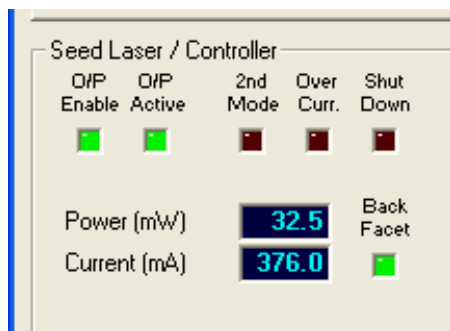 Seed Laser / Controller
O/P Enable
O/P Active
2nd Mode
Over Curr.
Shut Down
Power (mW) 32.5
Back Facet
Current (mA) 376.0